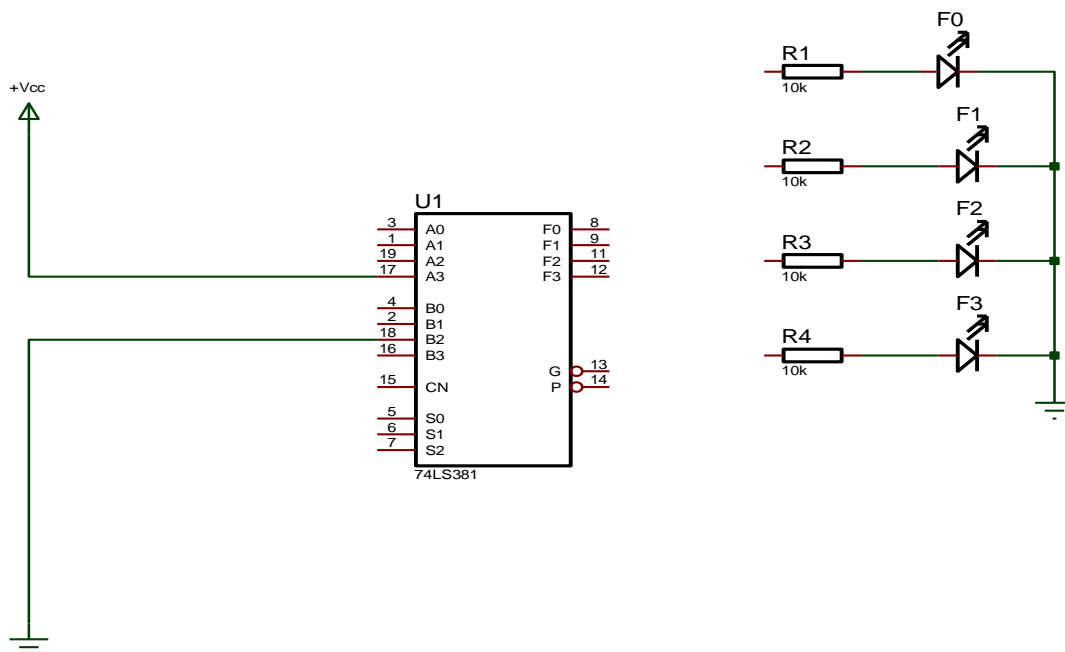 +Vcc
U1
3 A0
1 A1
19 A2
17 A3
4 B0
2 B1
18 B2
16 B3
15 CN
5 S0
6 S1
7 S2
F0 8
F1 9
F2 11
F3 12
G 13
P 14
74LS381
F0
R1
10k
F1
R2
10k
F2
R3
10k
F3
R4
10k